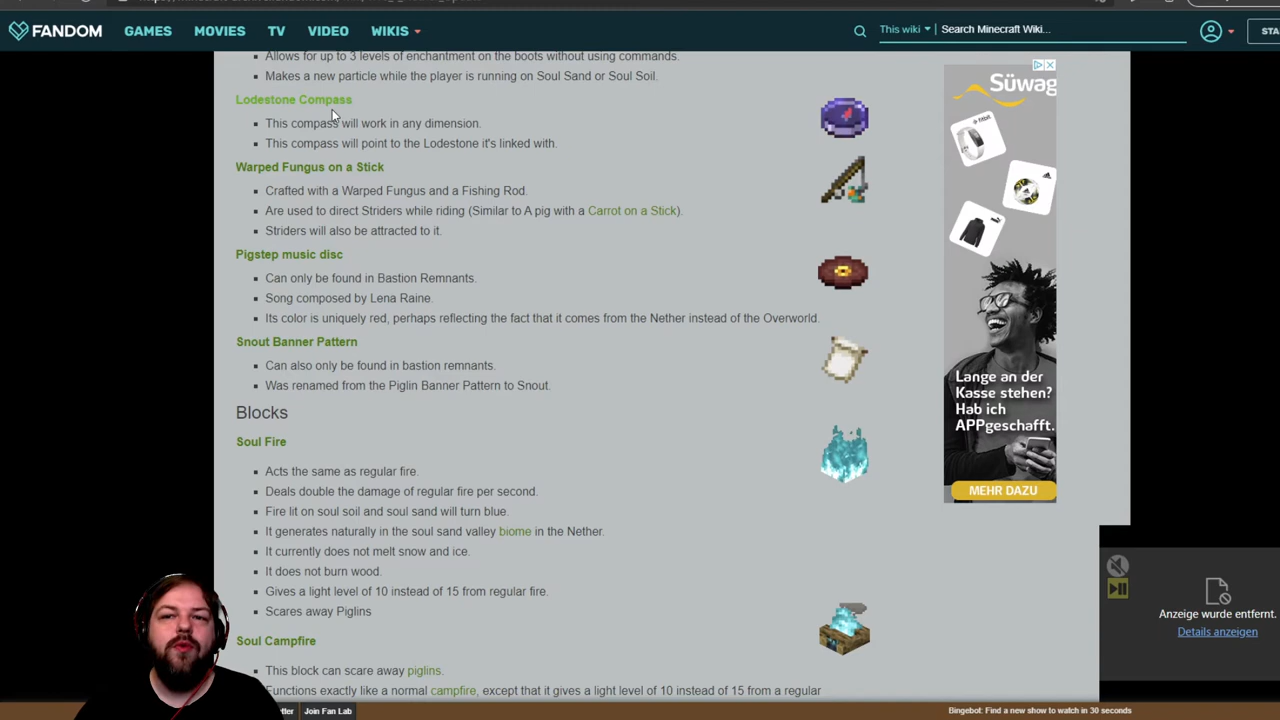 FANDOM GAMES MOVIES TV VIDEO WIKIS This wiki Search Minecraft Wiki... STA
Allows for up to 3 levels of enchantment on the boots without using commands.
Makes a new particle while the player is running on Soul Sand or Soul Soil.
Lodestone Compass
This compass will work in any dimension.
This compass will point to the Lodestone it's linked with.
Warped Fungus on a Stick
Crafted with a Warped Fungus and a Fishing Rod.
Are used to direct Striders while riding (Similar to A pig with a Carrot on a Stick).
Striders will also be attracted to it.
Pigstep music disc
Can only be found in Bastion Remnants.
Song composed by Lena Raine.
Its color is uniquely red, perhaps reflecting the fact that it comes from the Nether instead of the Overworld.
Snout Banner Pattern
Can also only be found in bastion remnants.
Was renamed from the Piglin Banner Pattern to Snout.
Blocks
Soul Fire
Acts the same as regular fire.
Deals double the damage of regular fire per second.
Fire lit on soul soil and soul sand will turn blue.
It generates naturally in the soul sand valley biome in the Nether.
It currently does not melt snow and ice.
It does not burn wood.
Gives a light level of 10 instead of 15 from regular fire.
Scares away Piglins
Soul Campfire
This block can scare away piglins.
Functions exactly like a normal campfire, except that it gives a light level of 10 instead of 15 from a regular
Süwag
fitbit
adidas
Lange an der
Kasse stehen?
Hab ich
APPgeschafft.
MEHR DAZU
Anzeige wurde entfernt.
Details anzeigen
tter Join Fan Lab
Bingebot: Find a new show to watch in 30 seconds